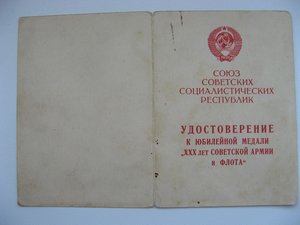 СОЮЗ
СОВЕТСКИХ
СОЦИАЛИСТИЧЕСКИХ
РЕСПУБЛИК
УДОСТОВЕРЕНИЕ
К ЮБИЛЕЙНОЙ МЕДАЛИ
„XXX лет СОВЕТСКОЙ АРМИИ
и ФЛОТА“